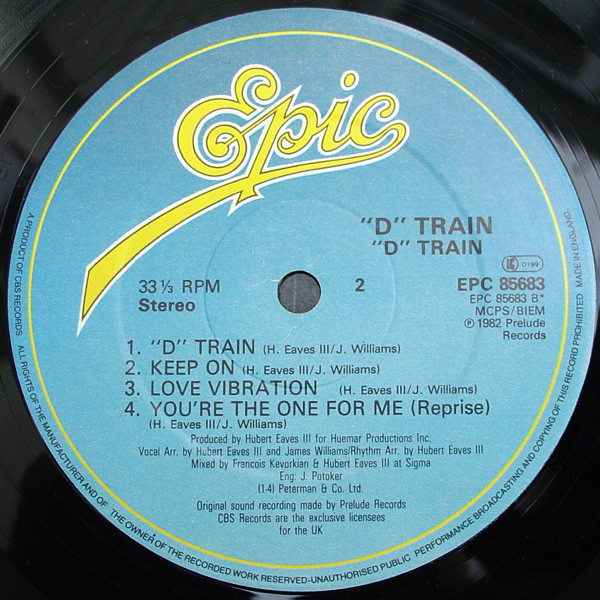 Epic
"D" TRAIN
"D" TRAIN
33 ⅓ RPM
Stereo
2
LC 0199
EPC 85683
EPC 85683 B*
MCPS/BIEM
℗ 1982 Prelude
Records
1. "D" TRAIN (H. Eaves III/J. Williams)
2. KEEP ON (H. Eaves III/J. Williams)
3. LOVE VIBRATION (H. Eaves III/J. Williams)
4. YOU'RE THE ONE FOR ME (Reprise)
(H. Eaves III/J. Williams)
Produced by Hubert Eaves III for Huemar Productions Inc.
Vocal Arr. by Hubert Eaves III and James Williams/Rhythm Arr. by Hubert Eaves III
Mixed by Francois Kevorkian & Hubert Eaves III at Sigma
Eng: J. Potoker
(1-4) Peterman & Co. Ltd.
Original sound recording made by Prelude Records
CBS Records are the exclusive licensees
for the UK
A PRODUCT OF CBS RECORDS. ALL RIGHTS OF THE MANUFACTURER AND OF THE OWNER OF THE RECORDED WORK RESERVED-UNAUTHORISED PUBLIC PERFORMANCE BROADCASTING AND COPYING OF THIS RECORD PROHIBITED MADE IN ENGLAND.